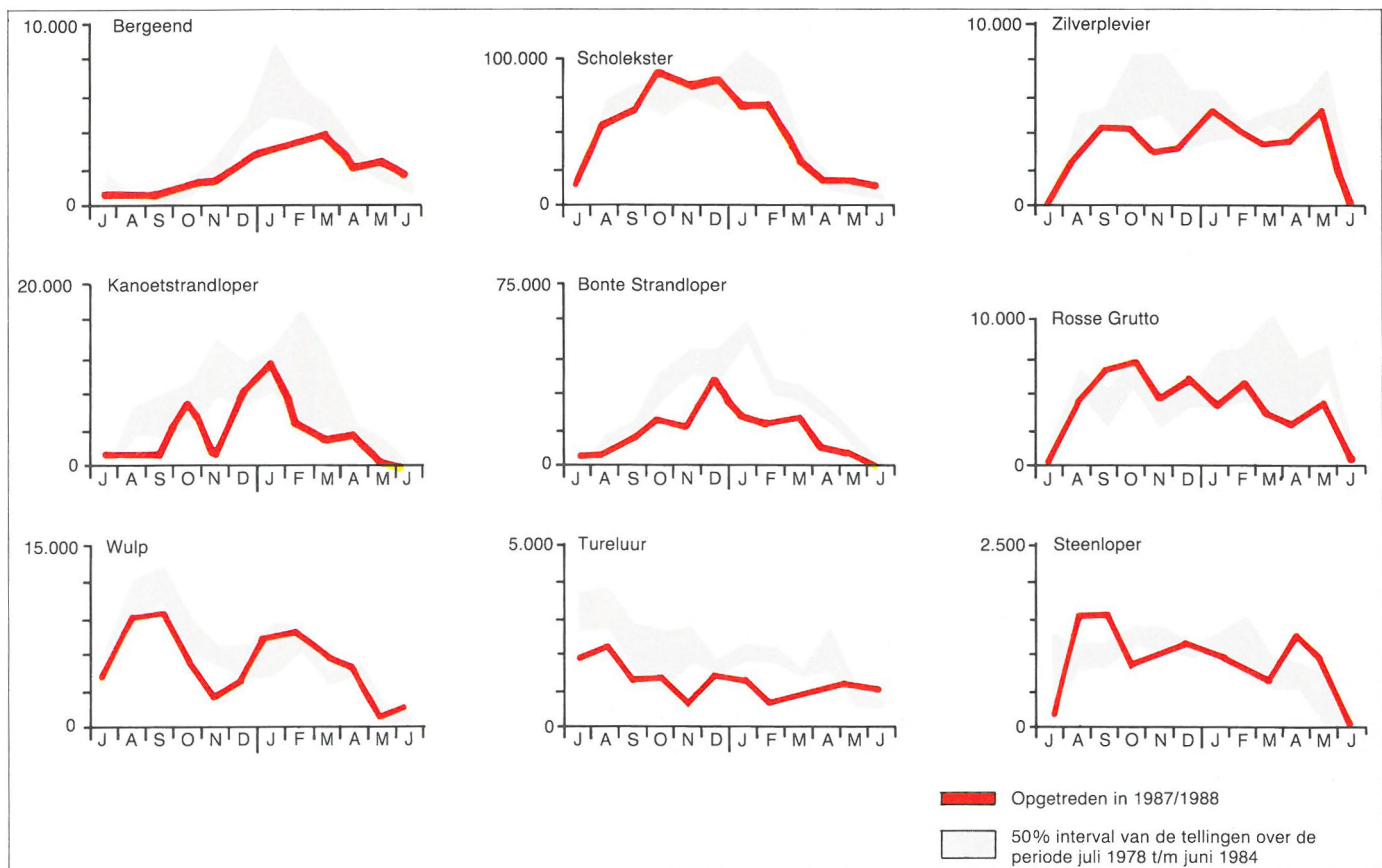 10.000
Bergeend
0
J A S O N D J F M A M J
100.000
Scholekster
0
J A S O N D J F M A M J
10.000
Zilverplevier
0
J A S O N D J F M A M J
20.000
Kanoetstrandloper
0
J A S O N D J F M A M J
75.000
Bonte Strandloper
0
J A S O N D J F M A M J
10.000
Rosse Grutto
0
J A S O N D J F M A M J
15.000
Wulp
0
J A S O N D J F M A M J
5.000
Tureluur
0
J A S O N D J F M A M J
2.500
Steenloper
0
J A S O N D J F M A M J
Opgetreden in 1987/1988
50% interval van de tellingen over de
periode juli 1978 t/m juni 1984